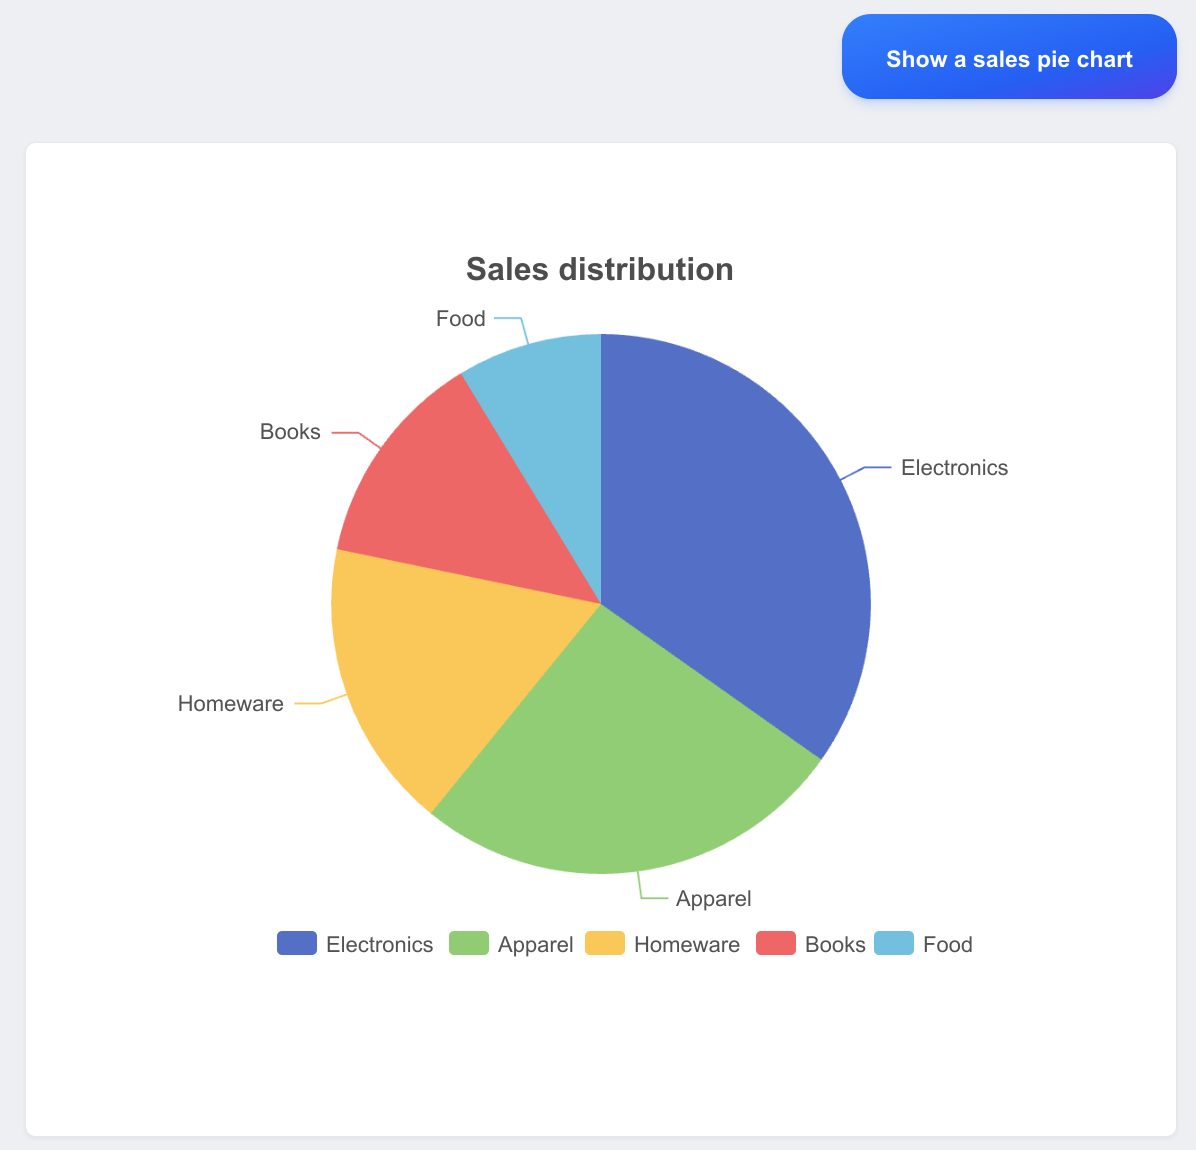 Show a sales pie chart
Sales distribution
Food
Books
Electronics
Homeware
Apparel
Electronics Apparel Homeware Books Food